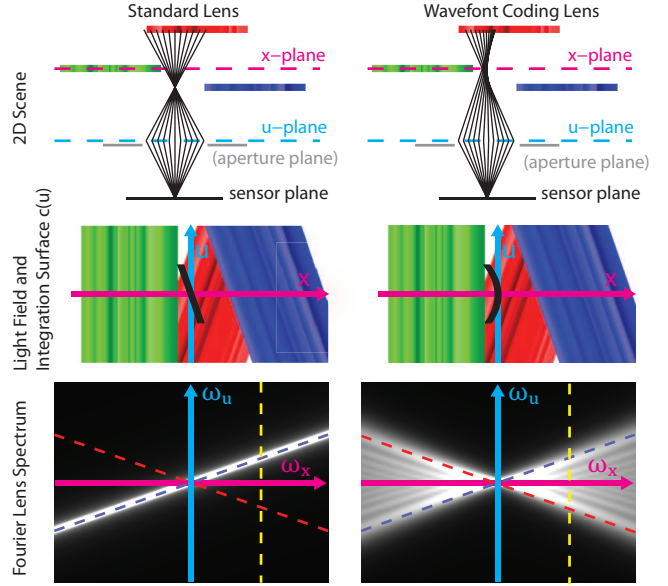 Standard Lens
Wavefont Coding Lens
2D Scene
x-plane
u-plane
(aperture plane)
sensor plane
x-plane
u-plane
(aperture plane)
sensor plane
Light Field and
Integration Surface c(u)
u
x
u
x
Fourier Lens Spectrum
ωu
ωx
ωu
ωx